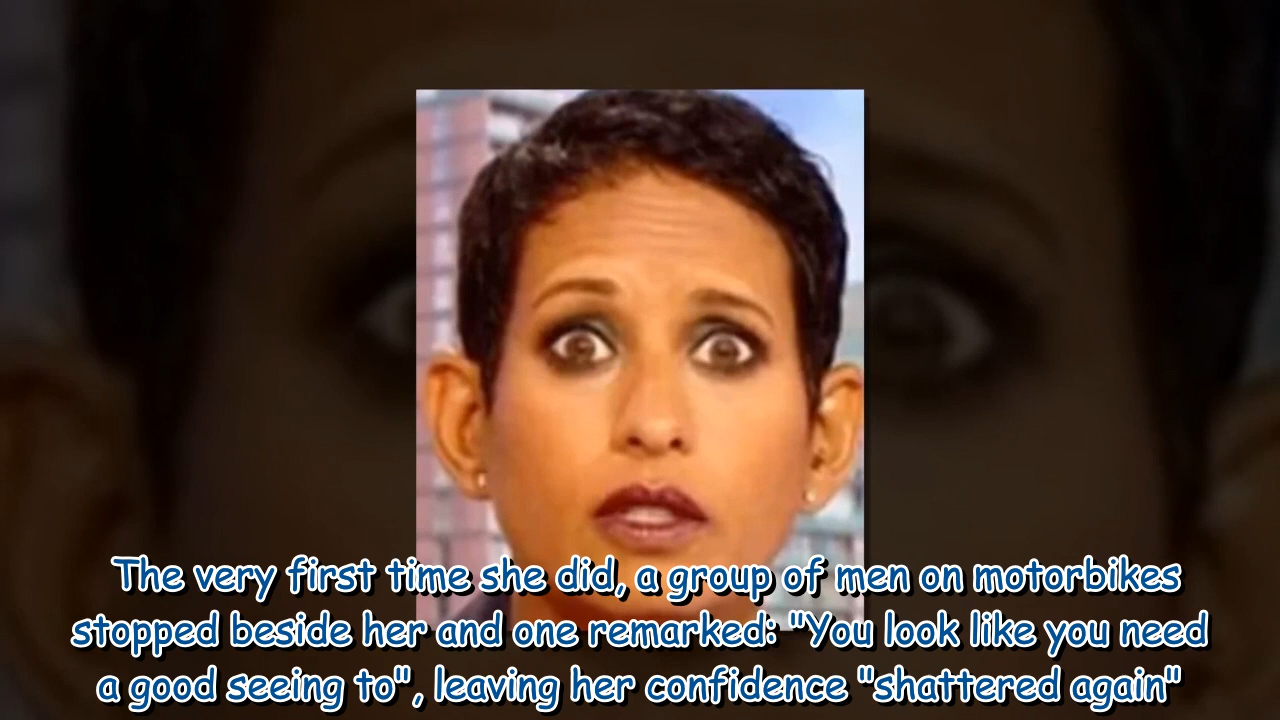 The very first time she did, a group of men on motorbikes
stopped beside her and one remarked: "You look like you need
a good seeing to", leaving her confidence "shattered again"